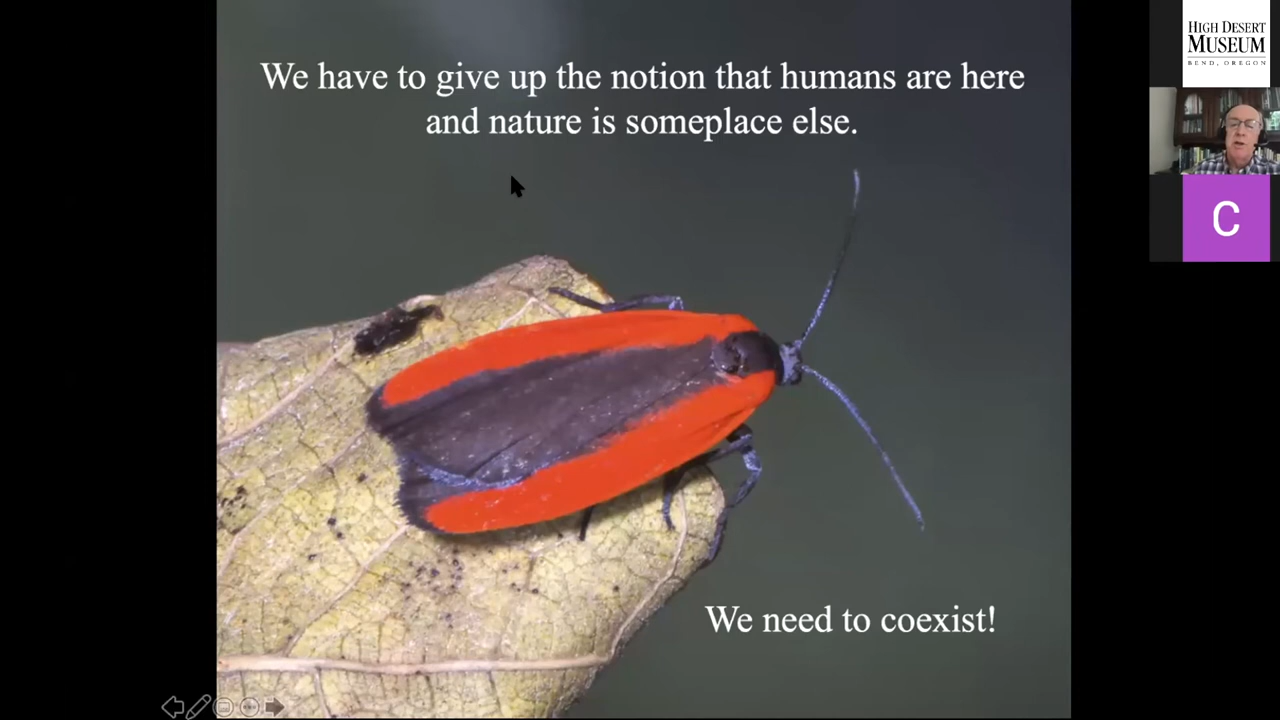 We have to give up the notion that humans are here
and nature is someplace else.
We need to coexist!
HIGH DESERT
MUSEUM
BEND, OREGON
C